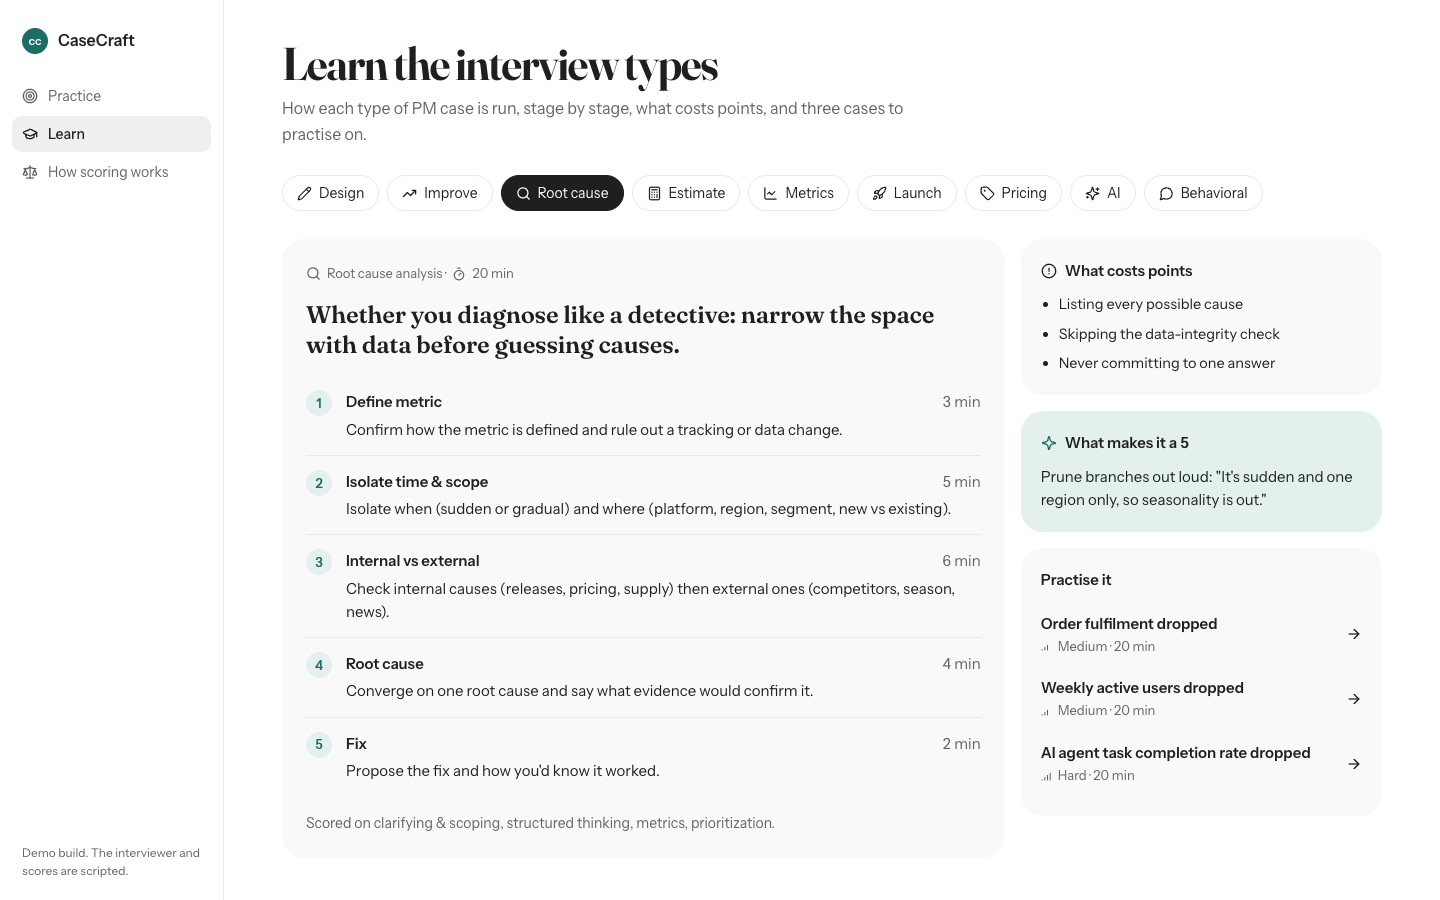 cc CaseCraft
Practice
Learn
How scoring works
Demo build. The interviewer and
scores are scripted.
Learn the interview types
How each type of PM case is run, stage by stage, what costs points, and three cases to
practise on.
Design Improve Root cause Estimate Metrics Launch Pricing AI Behavioral
Root cause analysis · 20 min
Whether you diagnose like a detective: narrow the space
with data before guessing causes.
1 Define metric 3 min
Confirm how the metric is defined and rule out a tracking or data change.
2 Isolate time & scope 5 min
Isolate when (sudden or gradual) and where (platform, region, segment, new vs existing).
3 Internal vs external 6 min
Check internal causes (releases, pricing, supply) then external ones (competitors, season,
news).
4 Root cause 4 min
Converge on one root cause and say what evidence would confirm it.
5 Fix 2 min
Propose the fix and how you'd know it worked.
Scored on clarifying & scoping, structured thinking, metrics, prioritization.
What costs points
• Listing every possible cause
• Skipping the data-integrity check
• Never committing to one answer
What makes it a 5
Prune branches out loud: "It's sudden and one
region only, so seasonality is out."
Practise it
Order fulfilment dropped
Medium · 20 min
Weekly active users dropped
Medium · 20 min
AI agent task completion rate dropped
Hard · 20 min